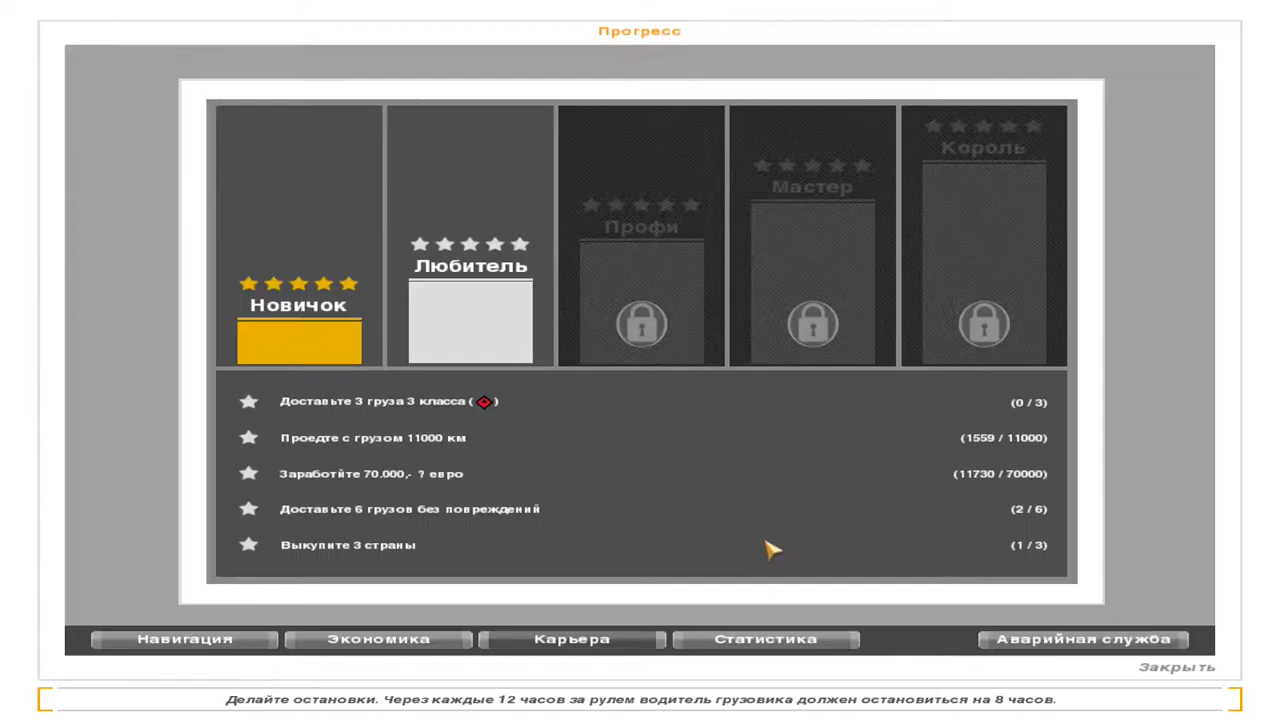 Прогресс
Новичок
Любитель
Профи
Мастер
Король
Доставьте 3 груза 3 класса ( )
(0 / 3)
Проедте с грузом 11000 км
(1559 / 11000)
Заработйте 70.000,- ? евро
(11730 / 70000)
Доставьте 6 грузов без повреждений
(2 / 6)
Выкупите 3 страны
(1 / 3)
Навигация
Экономика
Карьера
Статистика
Аварийная служба
Закрыть
Делайте остановки. Через каждые 12 часов за рулем водитель грузовика должен остановиться на 8 часов.